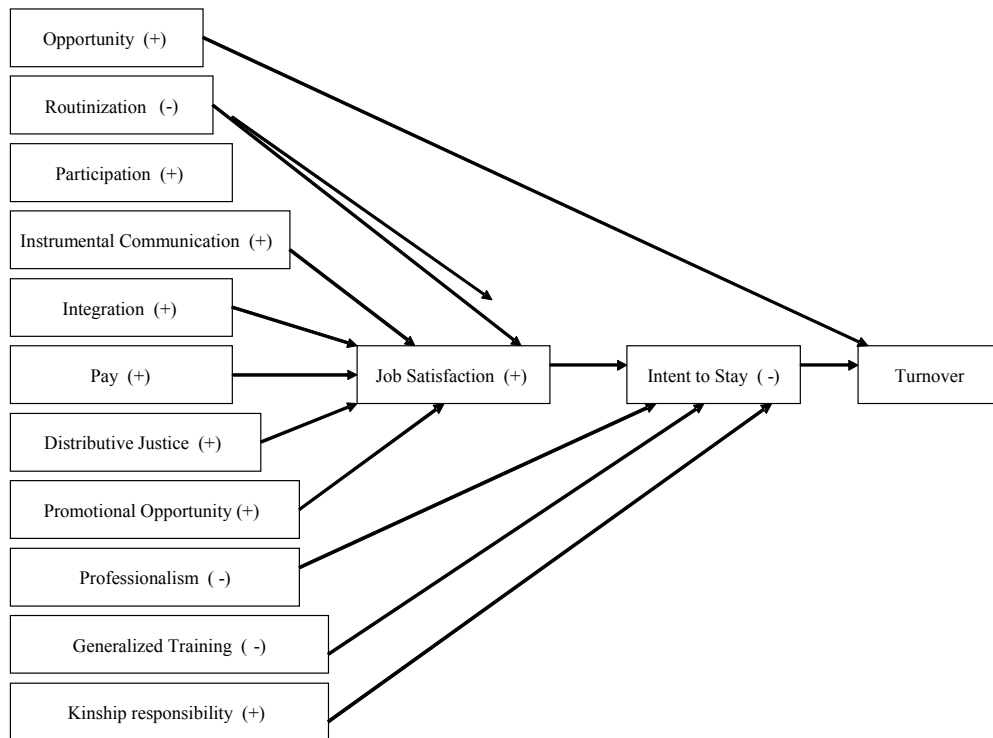 Opportunity (+)
Routinization (-)
Participation (+)
Instrumental Communication (+)
Integration (+)
Pay (+)
Job Satisfaction (+)
Intent to Stay ( -)
Turnover
Distributive Justice (+)
Promotional Opportunity (+)
Professionalism ( -)
Generalized Training ( -)
Kinship responsibility (+)